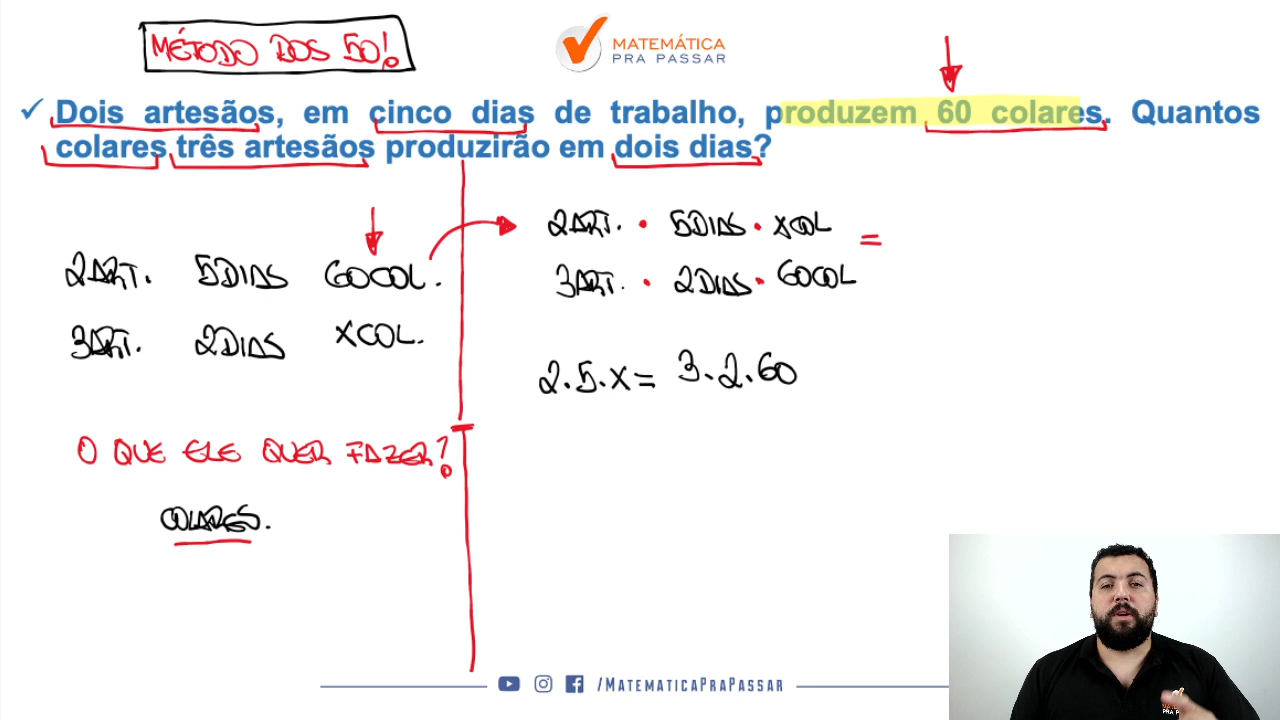 MÉTODO DOS 50!
MATEMÁTICA
PRA PASSAR
✓ Dois artesãos, em cinco dias de trabalho, produzem 60 colares. Quantos
colares três artesãos produzirão em dois dias?
2ART. 5DIAS 60COL.
3ART. 2DIAS XCOL.
2ART. • 5DIAS • XCOL =
3ART. • 2DIAS • 60COL
2.5.X = 3.2.60
O QUE ELE QUER FAZER?
COLARES.
/MATEMATICAPRAPASSAR